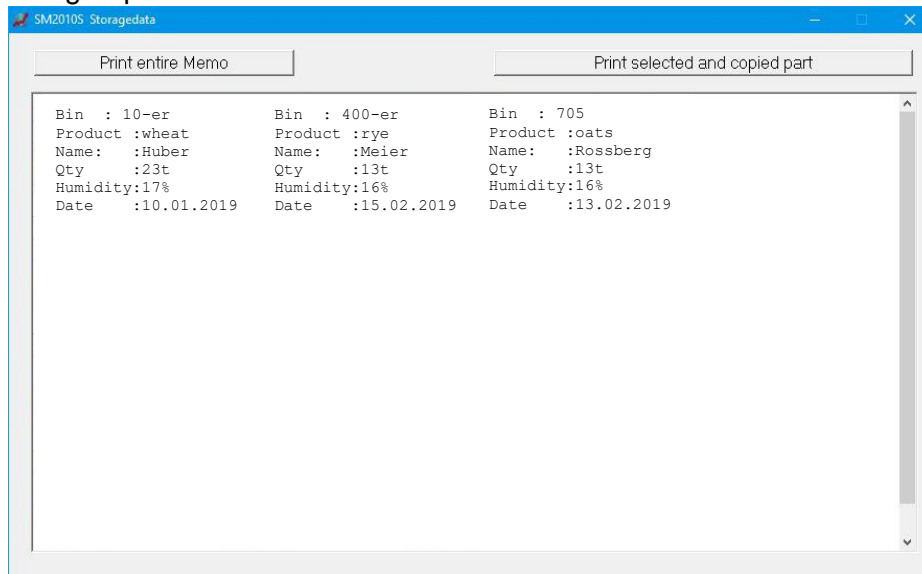 SM2010S Storagedata
Print entire Memo Print selected and copied part
Bin  : 10-er Bin  : 400-er Bin  : 705
Product :wheat Product :rye Product :oats
Name:   :Huber Name:   :Meier Name:   :Rossberg
Qty     :23t Qty     :13t Qty     :13t
Humidity:17% Humidity:16% Humidity:16%
Date    :10.01.2019 Date    :15.02.2019 Date    :13.02.2019